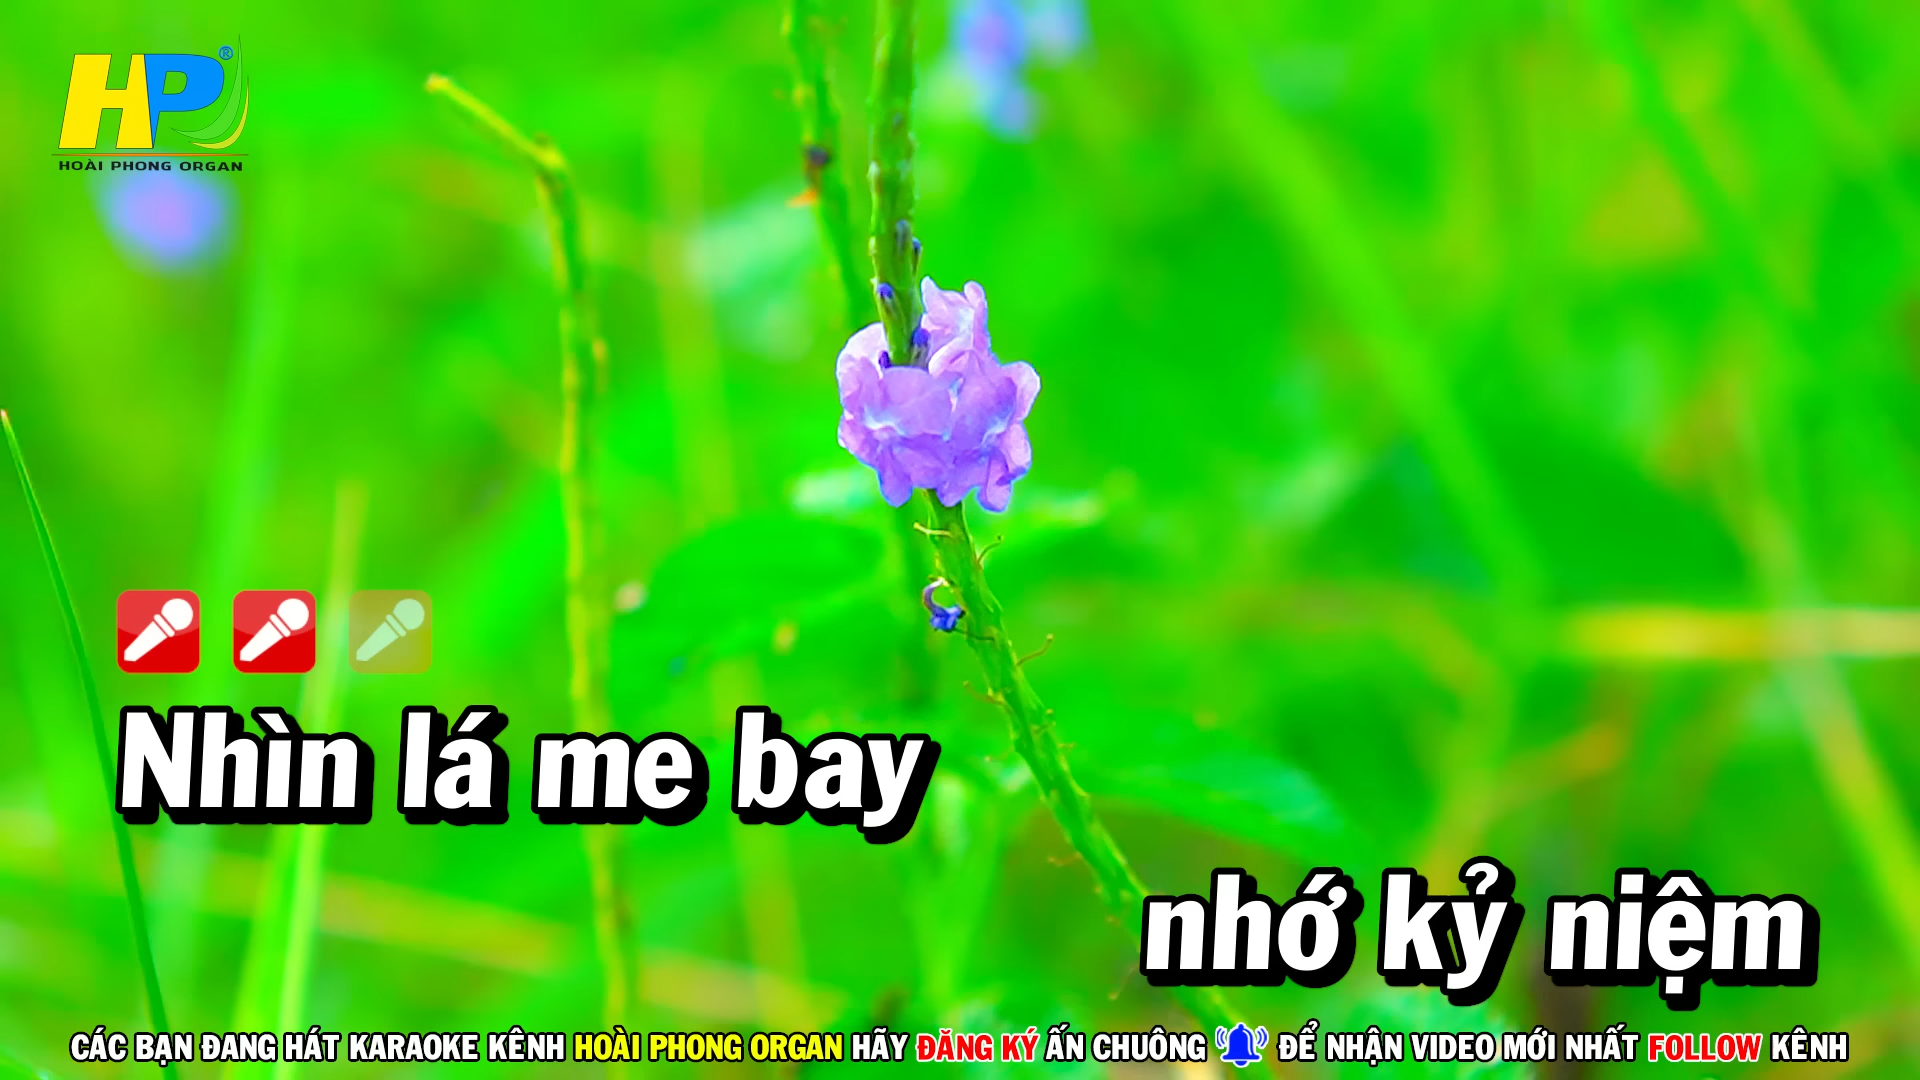 HP®
HOÀI PHONG ORGAN
Nhìn lá me bay
nhớ kỷ niệm
CÁC BẠN ĐANG HÁT KARAOKE KÊNH HOÀI PHONG ORGAN HÃY ĐĂNG KÝ ẤN CHUÔNG ĐỂ NHẬN VIDEO MỚI NHẤT FOLLOW KÊNH